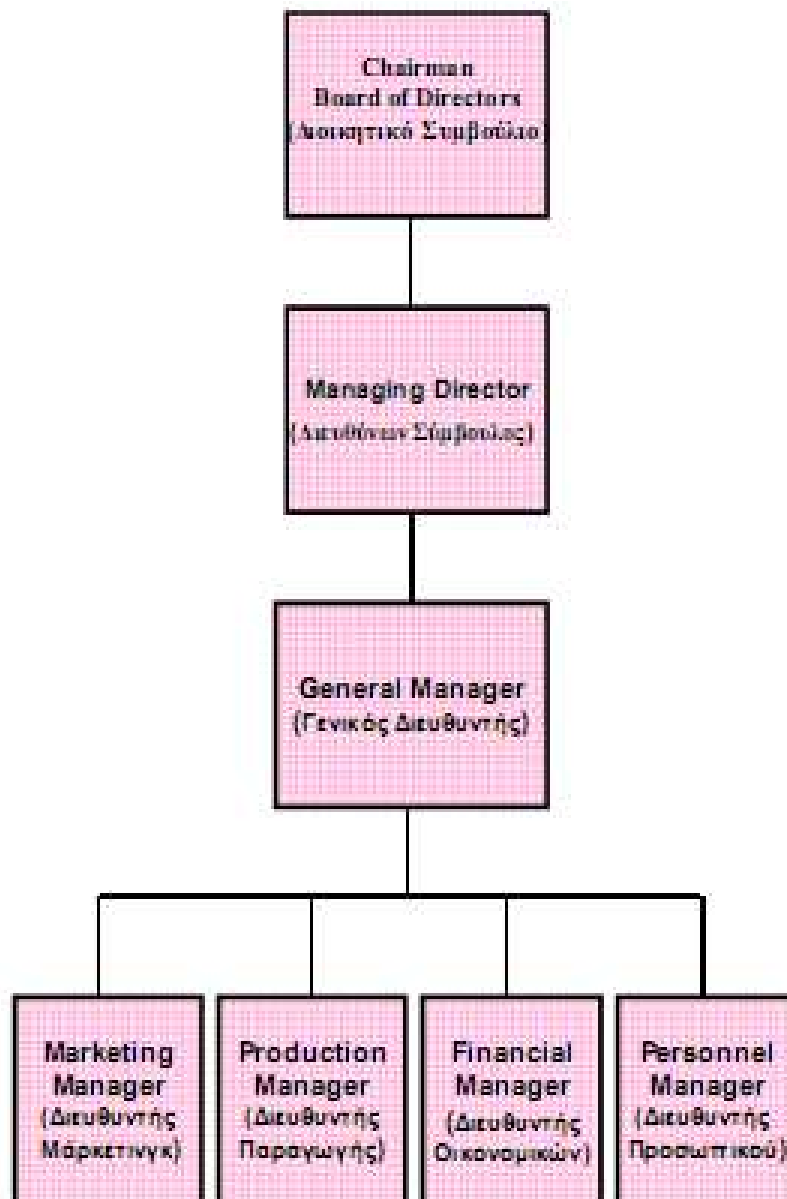 Chairman
Board of Directors
(Διοικητικό Συμβούλιο)
Managing Director
(Διευθύνων Σύμβουλος)
General Manager
(Γενικός Διευθυντής)
Marketing
Manager
(Διευθυντής
Μάρκετινγκ)
Production
Manager
(Διευθυντής
Παραγωγής)
Financial
Manager
(Διευθυντής
Οικονομικών)
Personnel
Manager
(Διευθυντής
Προσωπικού)